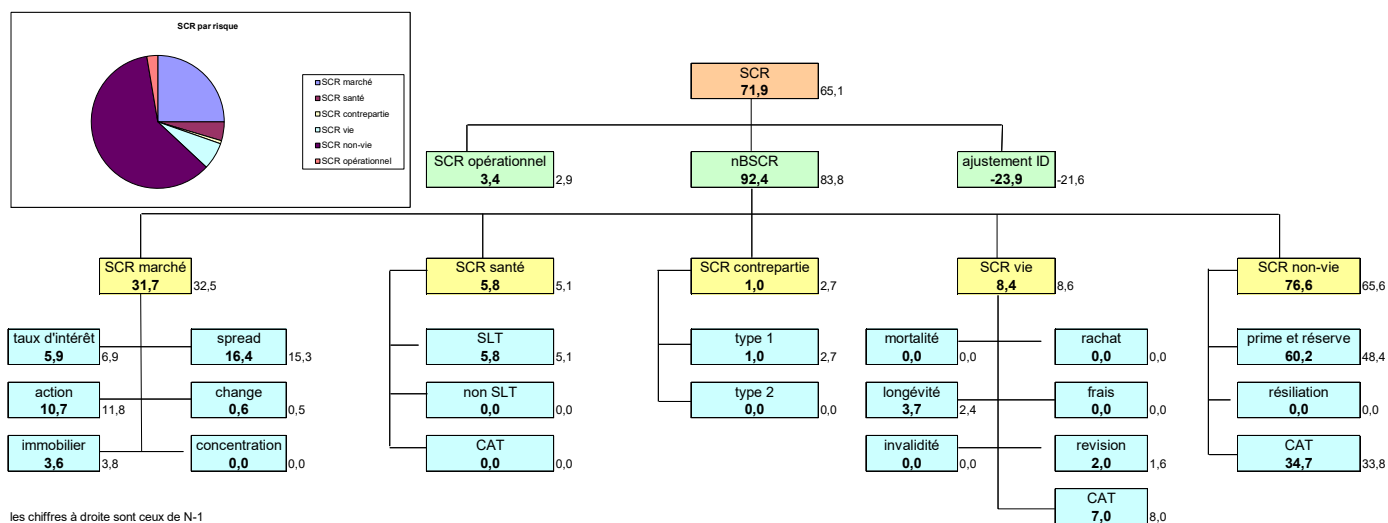 SCR par risque
SCR marché
SCR santé
SCR contrepartie
SCR vie
SCR non-vie
SCR opérationnel
SCR
71,9 65,1
SCR opérationnel
3,4 2,9
nBSCR
92,4 83,8
ajustement ID
-23,9 -21,6
SCR marché
31,7 32,5
SCR santé
5,8 5,1
SCR contrepartie
1,0 2,7
SCR vie
8,4 8,6
SCR non-vie
76,6 65,6
taux d'intérêt
5,9 6,9
spread
16,4 15,3
action
10,7 11,8
change
0,6 0,5
immobilier
3,6 3,8
concentration
0,0 0,0
SLT
5,8 5,1
non SLT
0,0 0,0
CAT
0,0 0,0
type 1
1,0 2,7
type 2
0,0 0,0
mortalité
0,0 0,0
rachat
0,0 0,0
longévité
3,7 2,4
frais
0,0 0,0
invalidité
0,0 0,0
revision
2,0 1,6
CAT
7,0 8,0
prime et réserve
60,2 48,4
résiliation
0,0 0,0
CAT
34,7 33,8
les chiffres à droite sont ceux de N-1